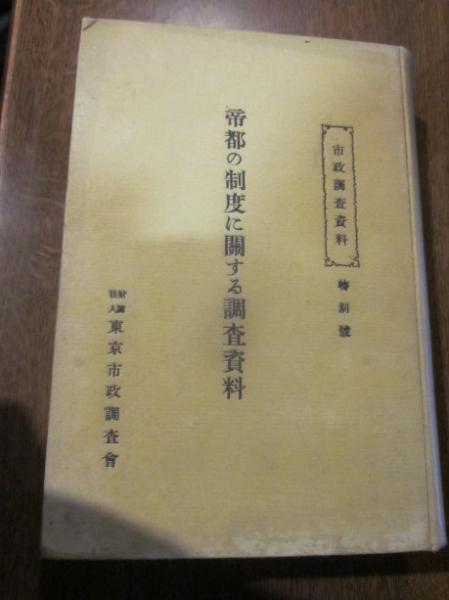 市政調査資料 特別號
帝都の制度に關する調査資料
財團法人 東京市政調査會